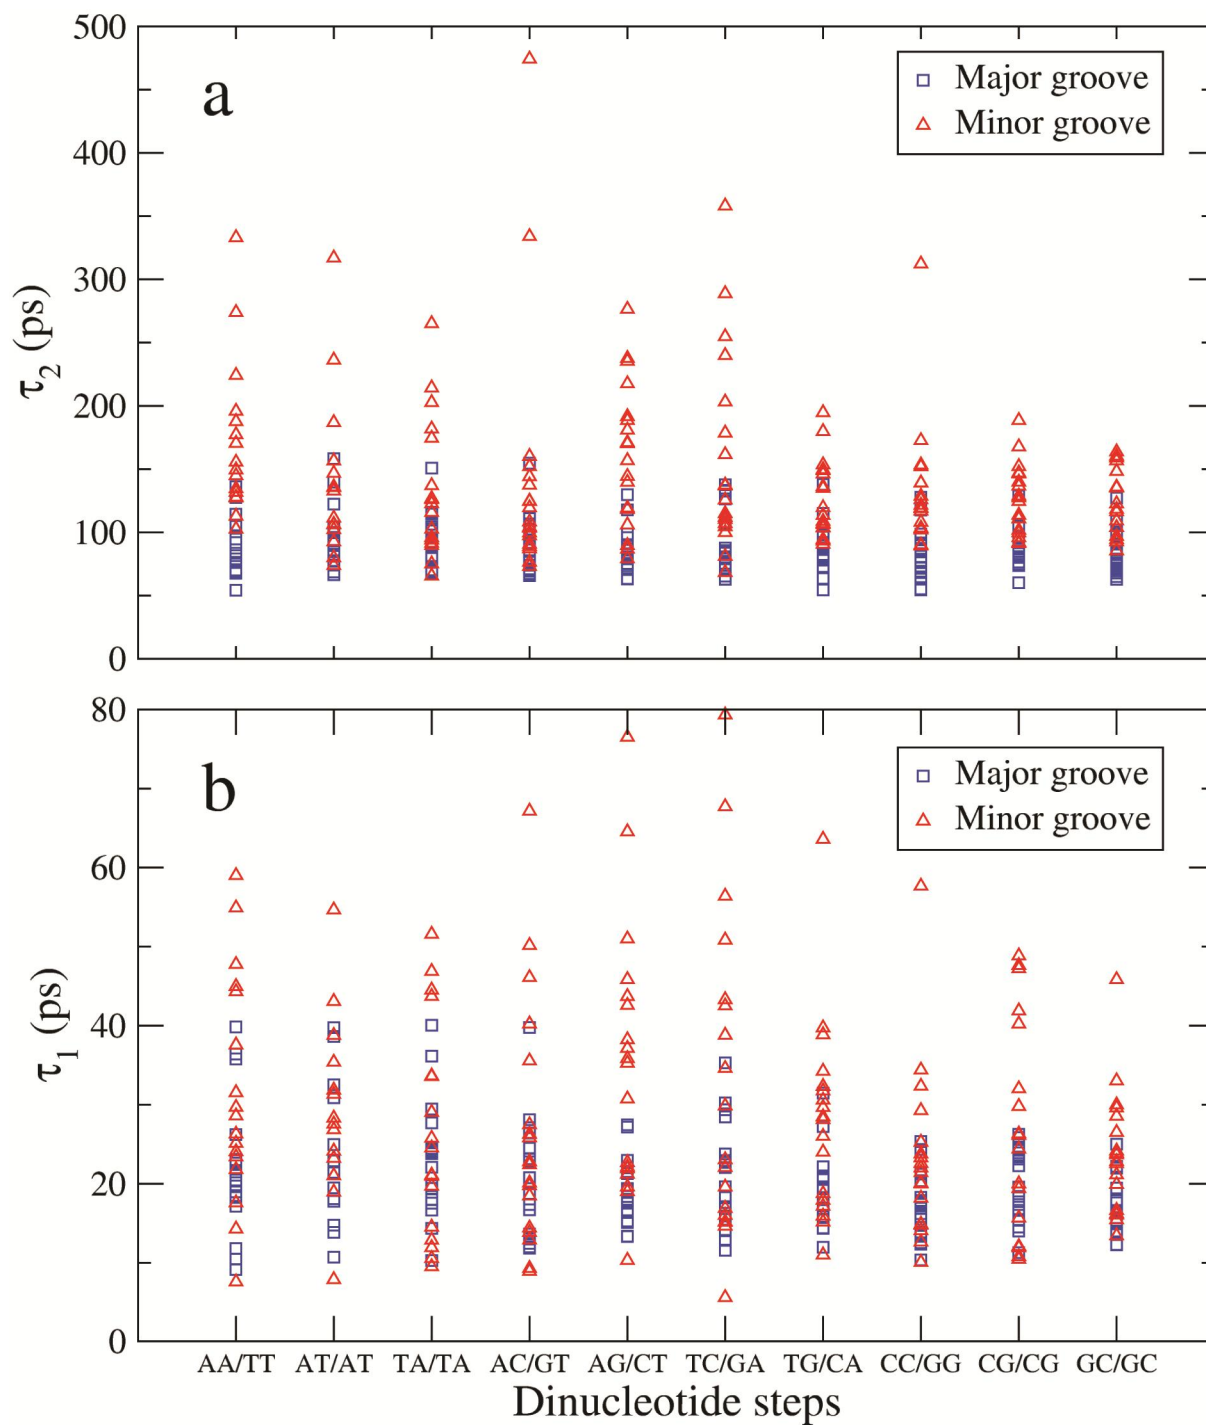 500
a
Major groove
Minor groove
400
300
τ2 (ps)
200
100
0
80
b
Major groove
Minor groove
60
τ1 (ps)
40
20
0
AA/TT AT/AT TA/TA AC/GT AG/CT TC/GA TG/CA CC/GG CG/CG GC/GC
Dinucleotide steps